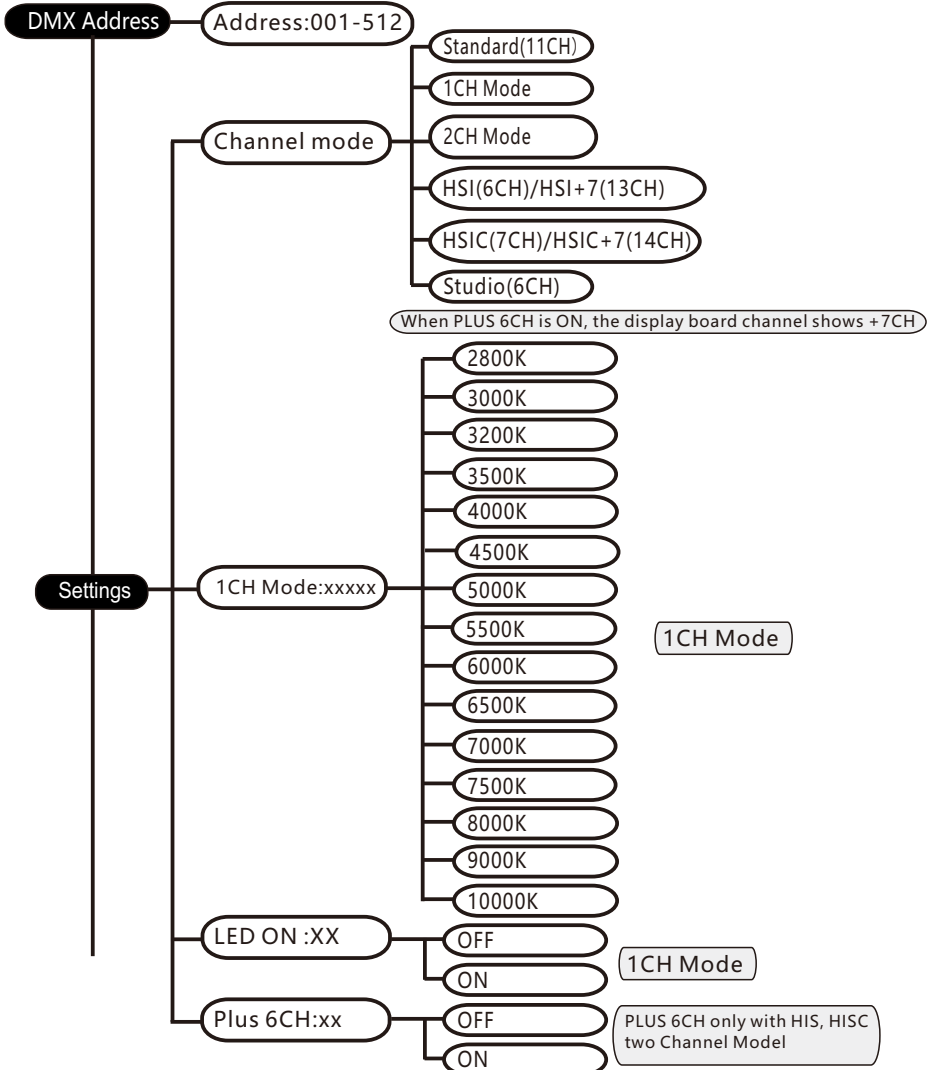 DMX Address
Address:001-512
Standard(11CH)
1CH Mode
Channel mode
2CH Mode
HSI(6CH)/HSI+7(13CH)
HSIC(7CH)/HSIC+7(14CH)
Studio(6CH)
When PLUS 6CH is ON, the display board channel shows +7CH
2800K
3000K
3200K
3500K
4000K
4500K
Settings
1CH Mode:xxxxx
5000K
5500K
1CH Mode
6000K
6500K
7000K
7500K
8000K
9000K
10000K
LED ON :XX
OFF
ON
1CH Mode
Plus 6CH:xx
OFF
ON
PLUS 6CH only with HIS, HISC
two Channel Model